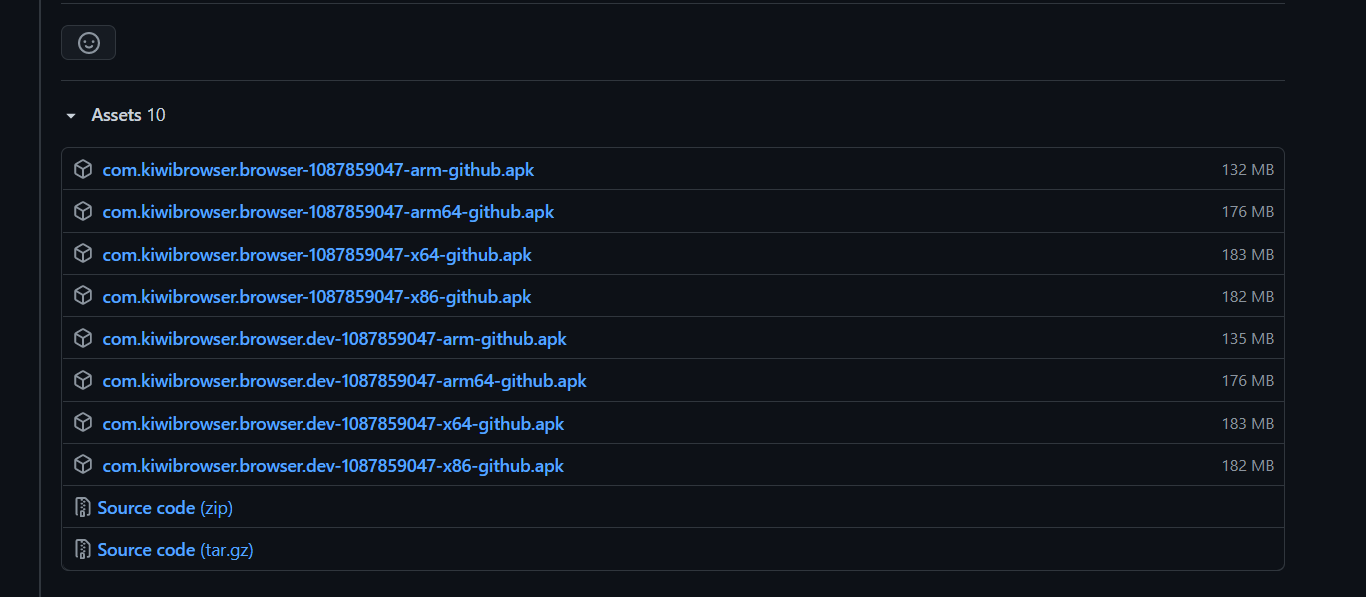 Assets 10
com.kiwibrowser.browser-1087859047-arm-github.apk 132 MB
com.kiwibrowser.browser-1087859047-arm64-github.apk 176 MB
com.kiwibrowser.browser-1087859047-x64-github.apk 183 MB
com.kiwibrowser.browser-1087859047-x86-github.apk 182 MB
com.kiwibrowser.browser.dev-1087859047-arm-github.apk 135 MB
com.kiwibrowser.browser.dev-1087859047-arm64-github.apk 176 MB
com.kiwibrowser.browser.dev-1087859047-x64-github.apk 183 MB
com.kiwibrowser.browser.dev-1087859047-x86-github.apk 182 MB
Source code (zip)
Source code (tar.gz)